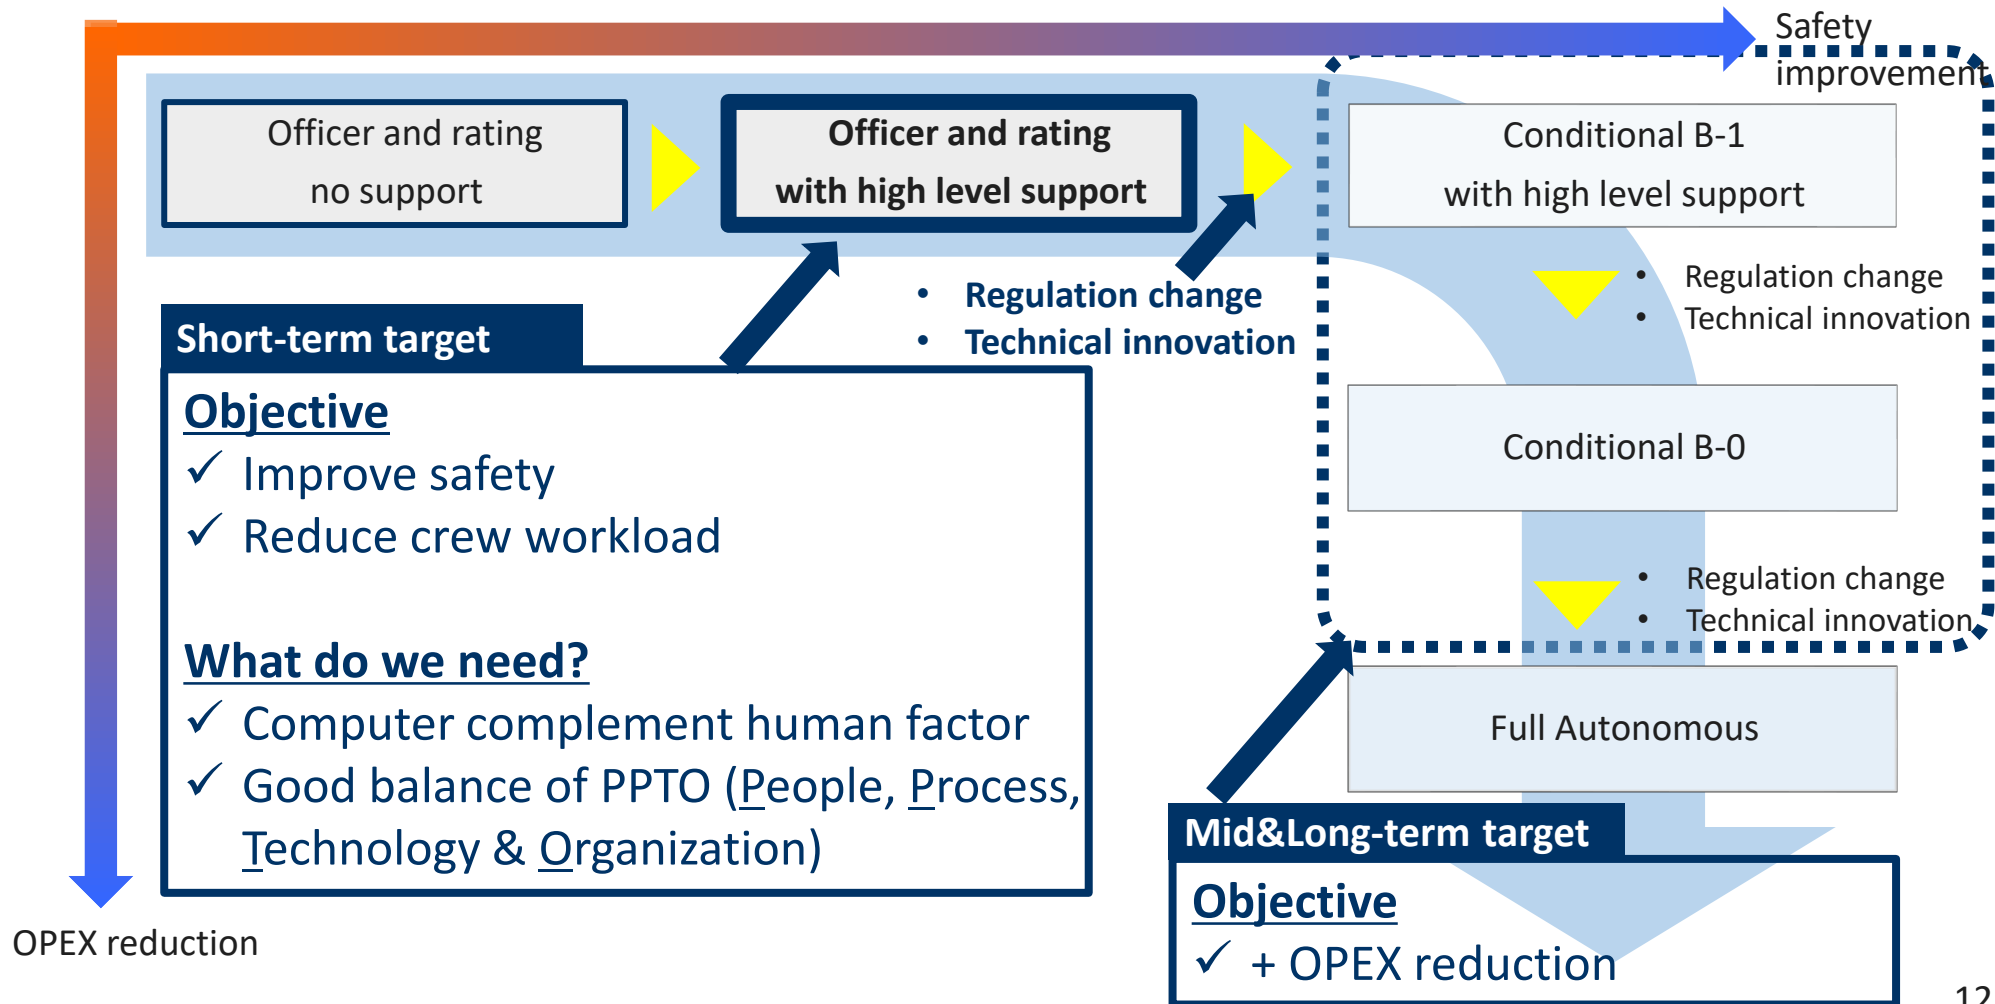 Safety
improvement
Officer and rating
no support
Officer and rating
with high level support
Conditional B-1
with high level support
• Regulation change
• Technical innovation
• Regulation change
• Technical innovation
Short-term target
Objective
✓ Improve safety
✓ Reduce crew workload
What do we need?
✓ Computer complement human factor
✓ Good balance of PPTO (People, Process,
Technology & Organization)
Conditional B-0
• Regulation change
• Technical innovation
Full Autonomous
Mid&Long-term target
Objective
✓ + OPEX reduction
OPEX reduction
12